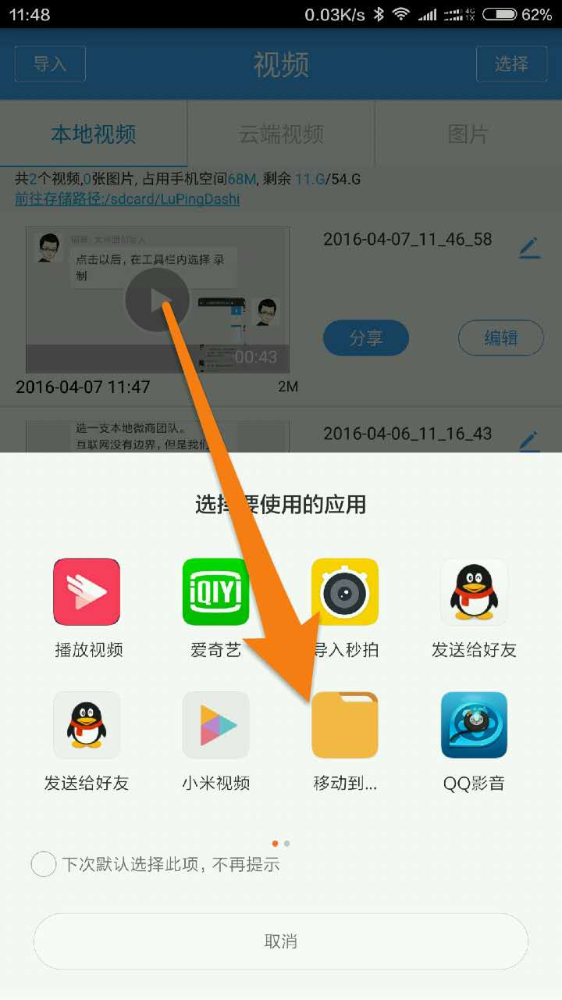 11:48
0.03K/s
4G
1X
62%
导入
视频
选择
本地视频
云端视频
图片
共2个视频,0张图片, 占用手机空间68M, 剩余 11.G/54.G
前往存储路径:/sdcard/LuPingDashi
点击以后，在工具栏内选择 录
制
00:43
2016-04-07_11_46_58
分享
编辑
2016-04-07 11:47
2M
造一支本地微商团队。
互联网没有边界，但是我们
2016-04-06_11_16_43
选择要使用的应用
iQIYI
播放视频
爱奇艺
导入秒拍
发送给好友
发送给好友
小米视频
移动到...
QQ影音
下次默认选择此项，不再提示
取消